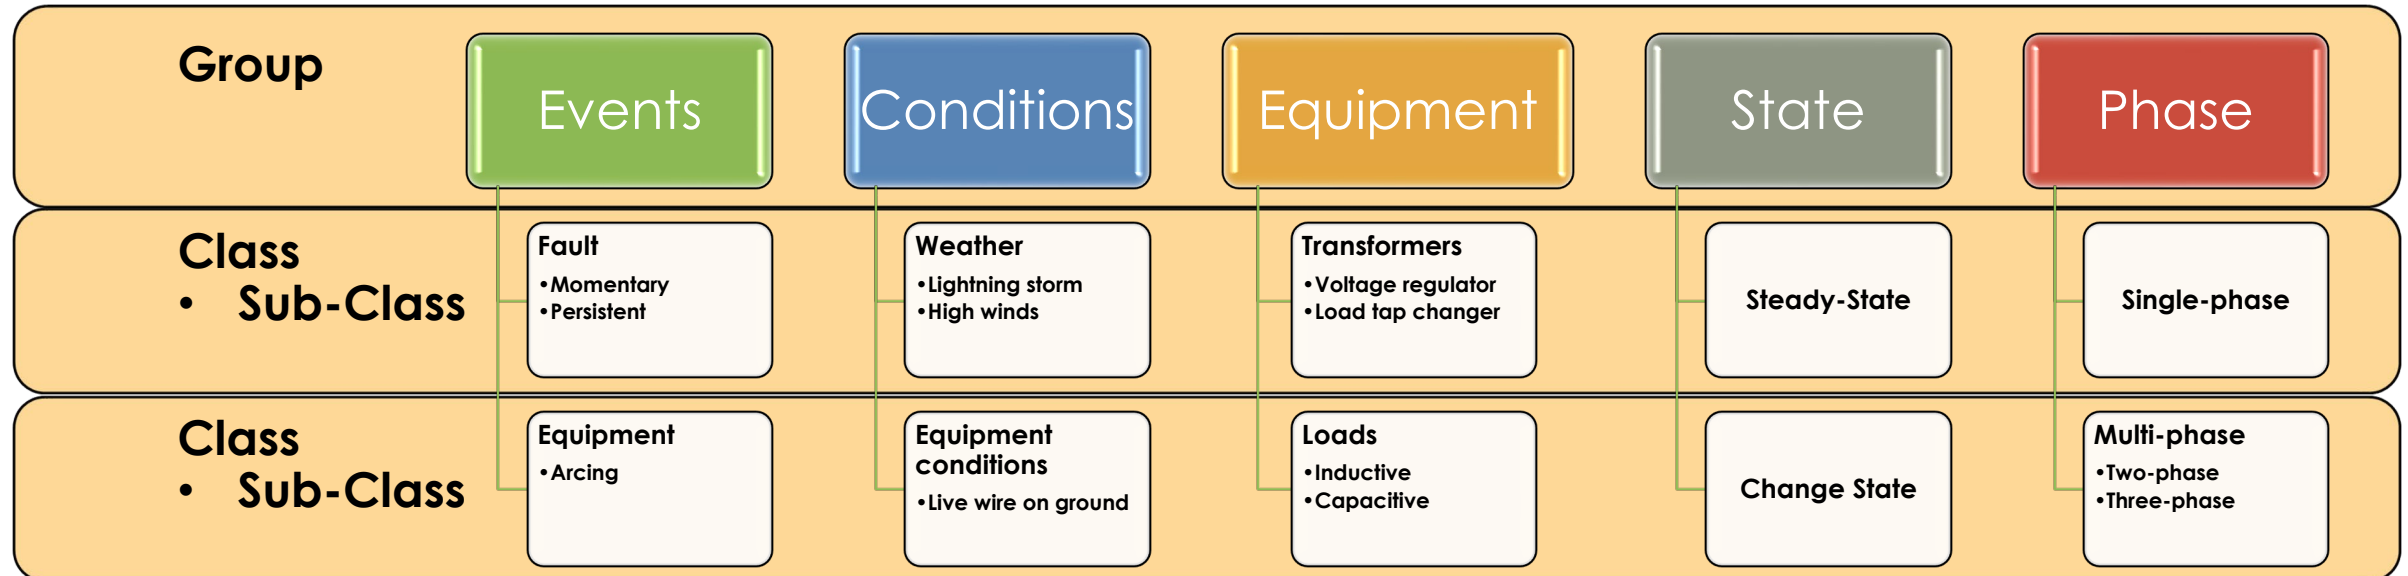 Group
Events
Conditions
Equipment
State
Phase
Class
• Sub-Class
Fault
•Momentary
•Persistent
Weather
•Lightning storm
•High winds
Transformers
•Voltage regulator
•Load tap changer
Steady-State
Single-phase
Class
• Sub-Class
Equipment
•Arcing
Equipment
conditions
•Live wire on ground
Loads
•Inductive
•Capacitive
Change State
Multi-phase
•Two-phase
•Three-phase